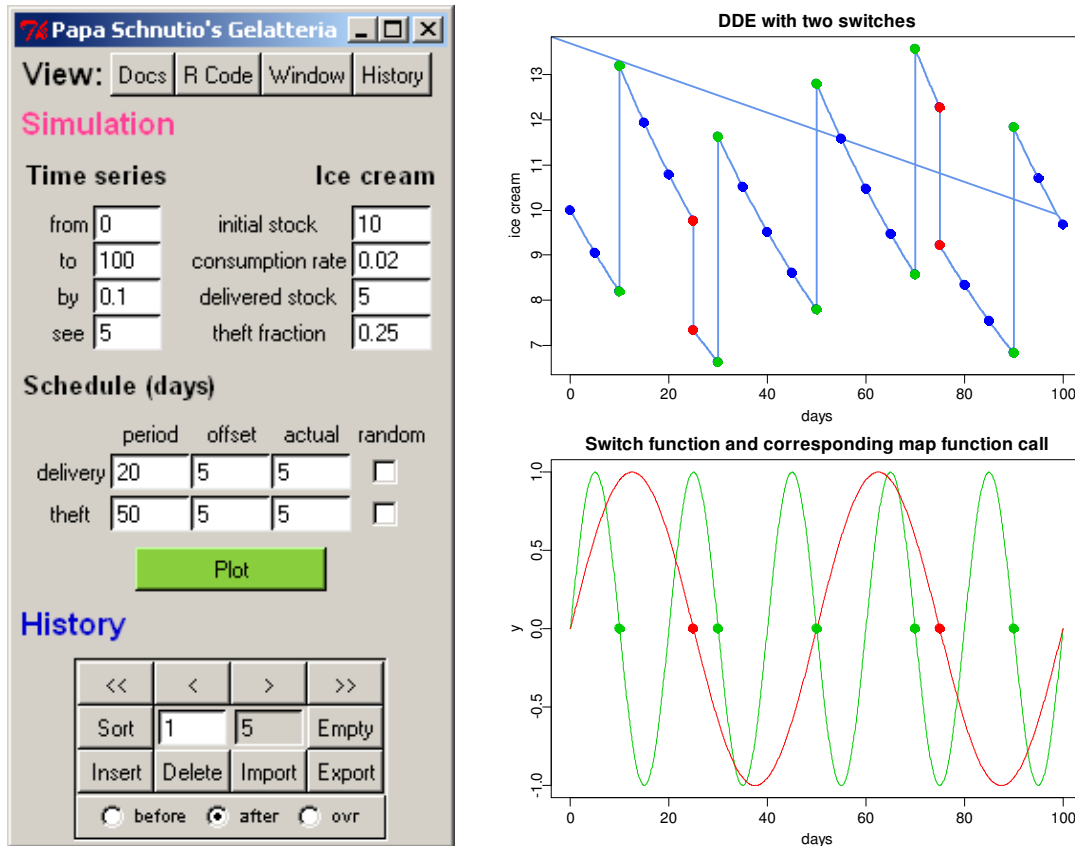 Papa Schnutio's Gelatteria
View: Docs R Code Window History
Simulation
Time series Ice cream
from 0 initial stock 10
to 100 consumption rate 0.02
by 0.1 delivered stock 5
see 5 theft fraction 0.25
Schedule (days)
period offset actual random
delivery 20 5 5
theft 50 5 5
Plot
History
<< < > >>
Sort 1 5 Empty
Insert Delete Import Export
before after ovr
DDE with two switches
ice cream
13
12
11
10
9
8
7
0 20 40 60 80 100
days
Switch function and corresponding map function call
y
1.0
0.5
0.0
-0.5
-1.0
0 20 40 60 80 100
days